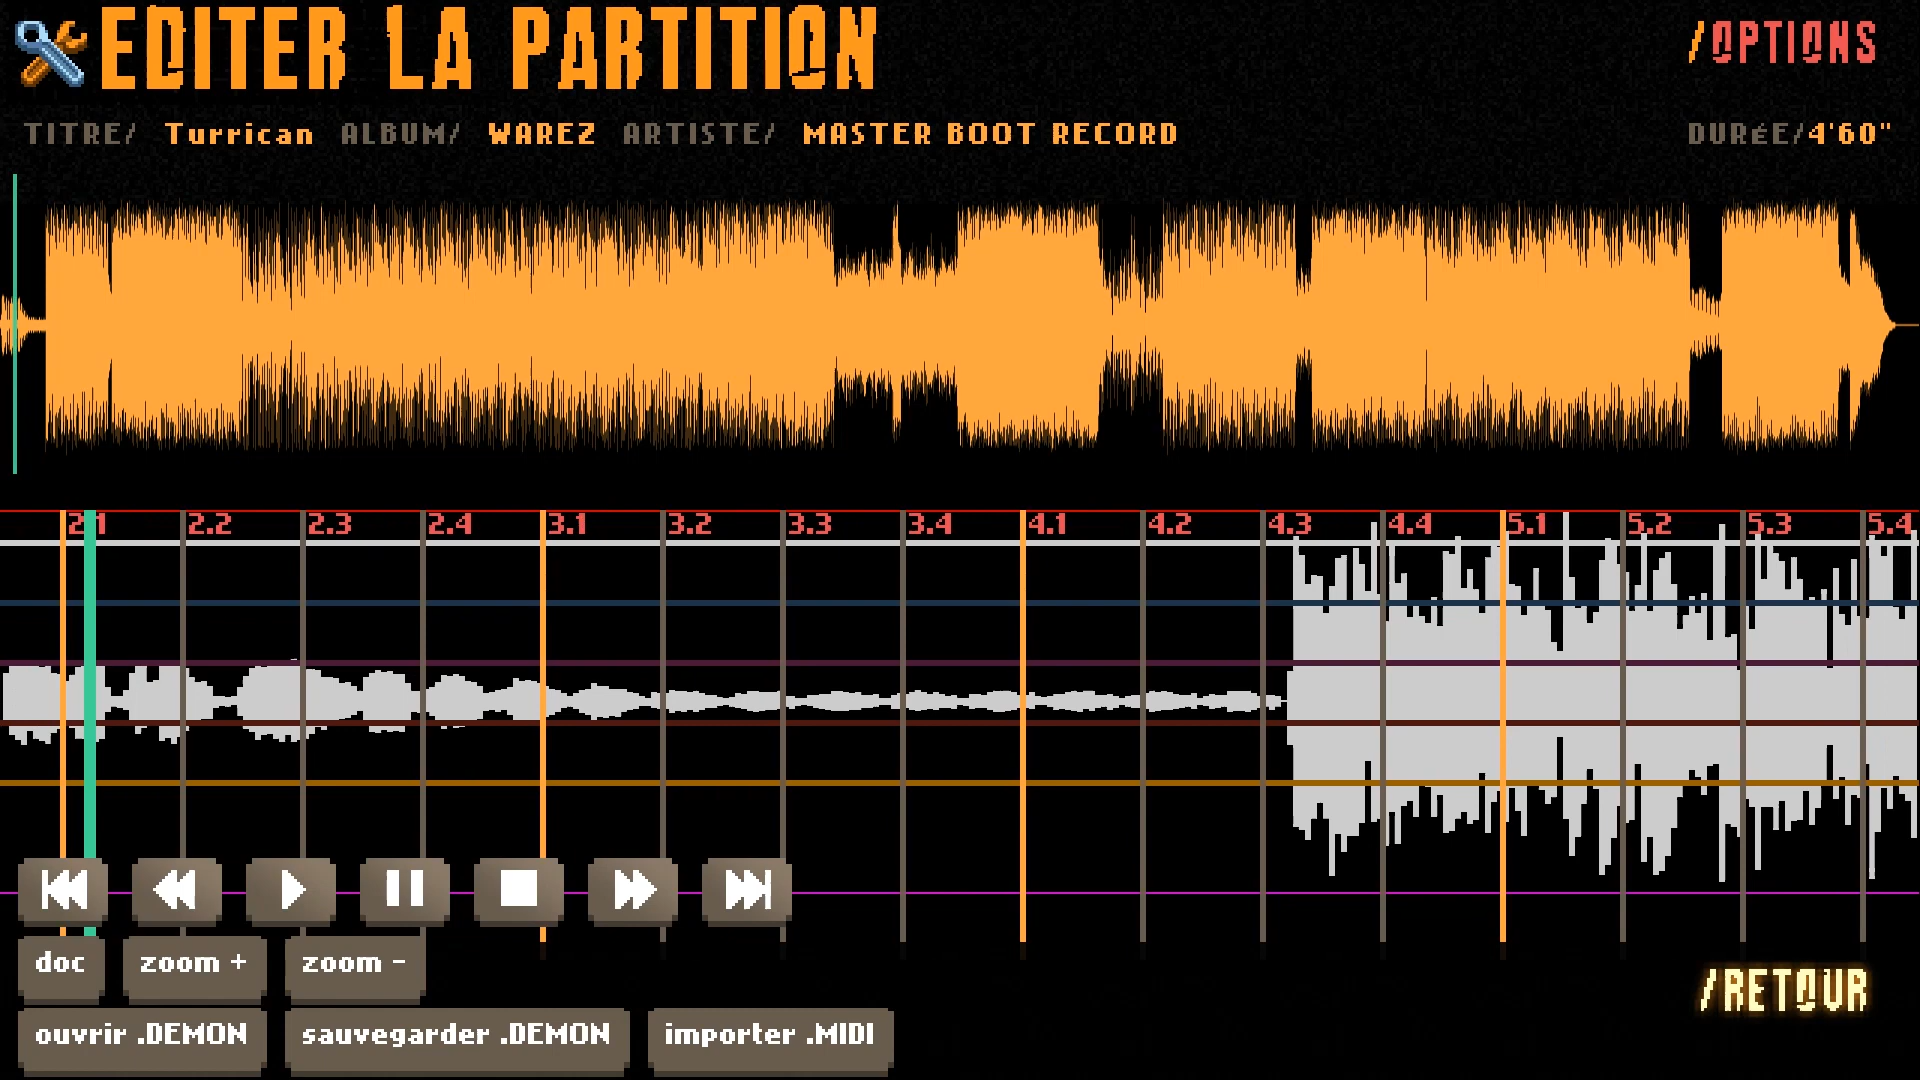 EDITER LA PARTITION /OPTIONS
TITRE/ Turrican ALBUM/ WAREZ ARTISTE/ MASTER BOOT RECORD DURÉE/4'60"
2.1 2.2 2.3 2.4 3.1 3.2 3.3 3.4 4.1 4.2 4.3 4.4 5.1 5.2 5.3 5.4
doc zoom + zoom -
/RETOUR
ouvrir .DEMON sauvegarder .DEMON importer .MIDI